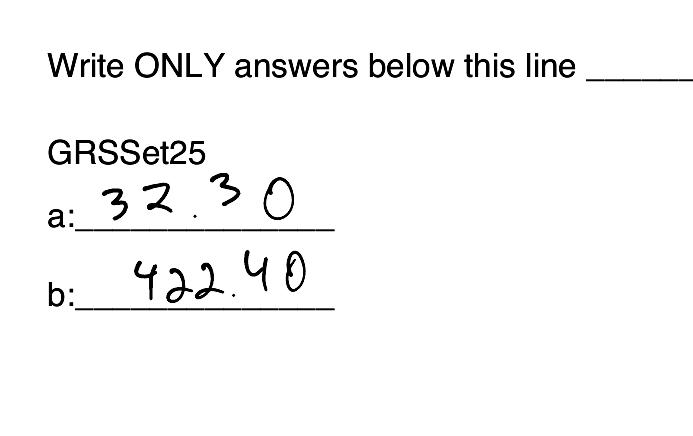 Write ONLY answers below this line ______
GRSSet25
a: 32.30
b: 422.40